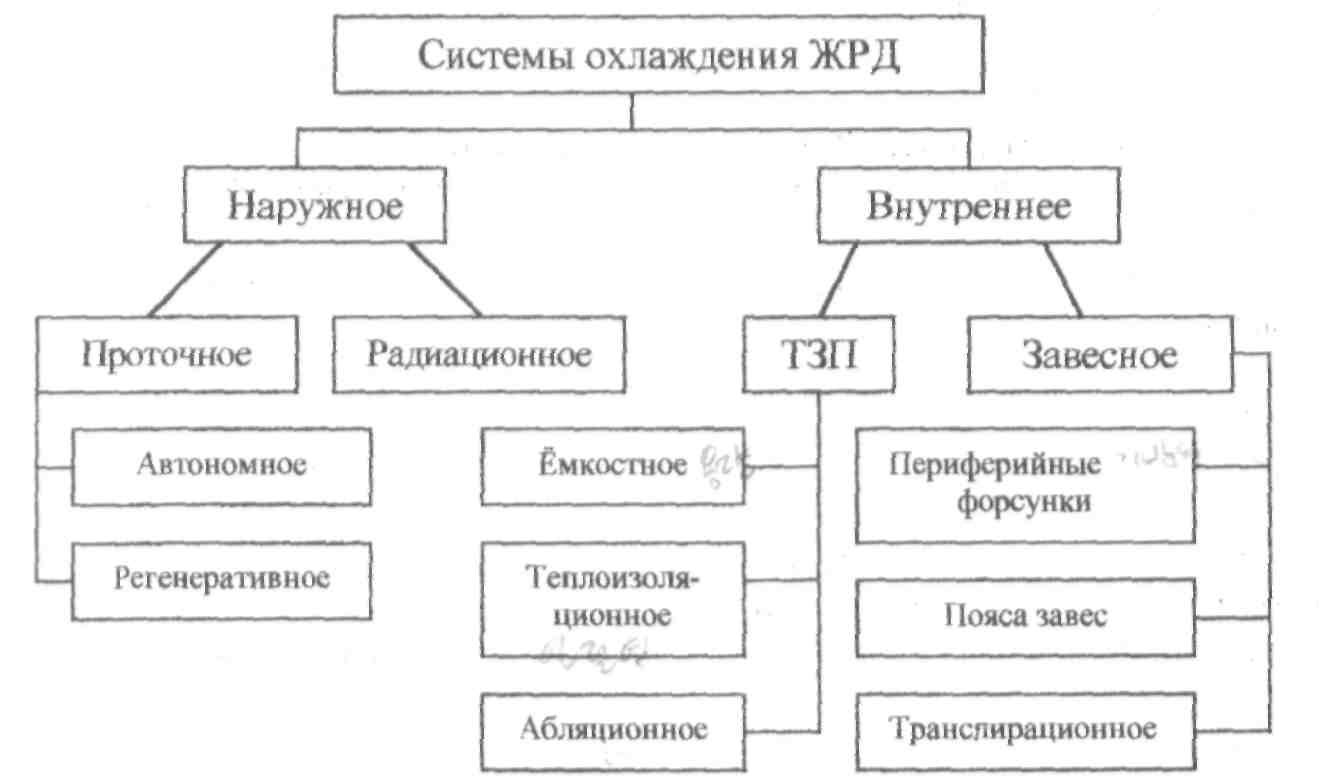 Системы охлаждения ЖРД
Наружное
Внутреннее
Проточное
Радиационное
ТЗП
Завесное
Автономное
Регенеративное
Ёмкостное
Теплоизоля-
ционное
Абляционное
Периферийные
форсунки
Пояса завес
Транспирационное